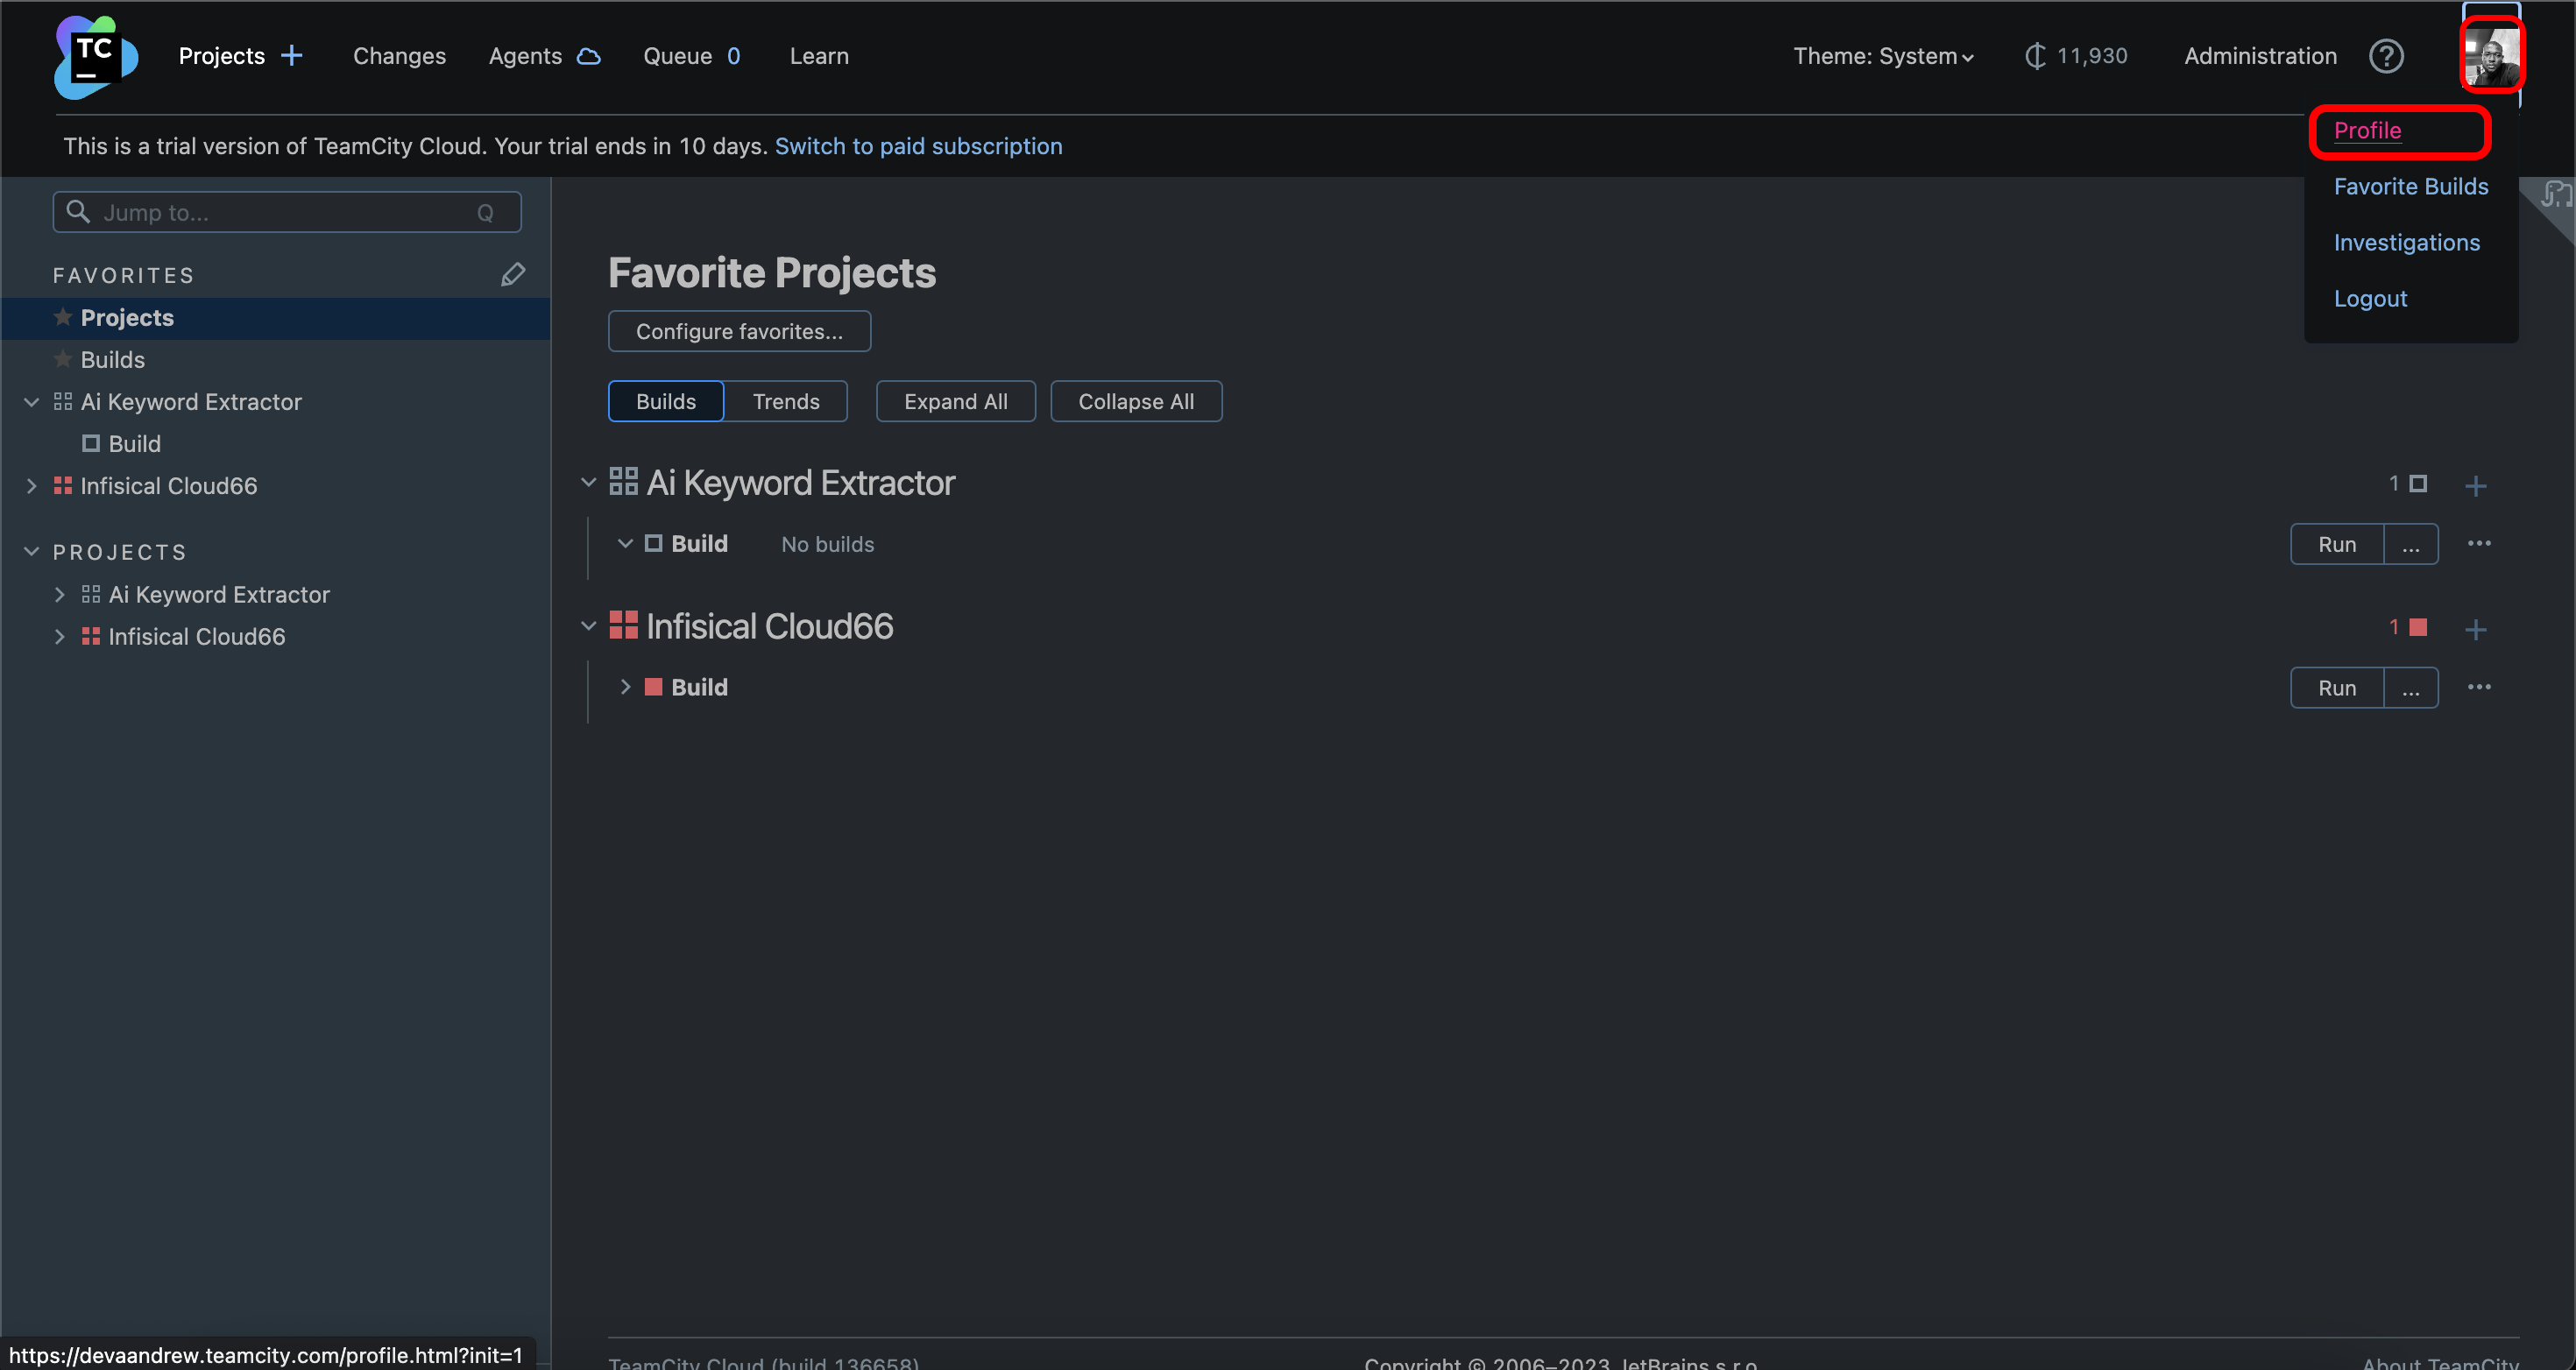 TC
Projects + Changes Agents Queue 0 Learn Theme: System 11,930 Administration ?
This is a trial version of TeamCity Cloud. Your trial ends in 10 days. Switch to paid subscription
Profile
Favorite Builds
Investigations
Logout
Jump to... Q
FAVORITES
Projects
Builds
Ai Keyword Extractor
Build
Infisical Cloud66
PROJECTS
Ai Keyword Extractor
Infisical Cloud66
Favorite Projects
Configure favorites...
Builds Trends Expand All Collapse All
Ai Keyword Extractor 1 +
Build No builds Run ... ...
Infisical Cloud66 1 +
Build Run ... ...
TeamCity Cloud (build 136658) Copyright © 2006–2023 JetBrains s.r.o. About TeamCity
https://devaandrew.teamcity.com/profile.html?init=1